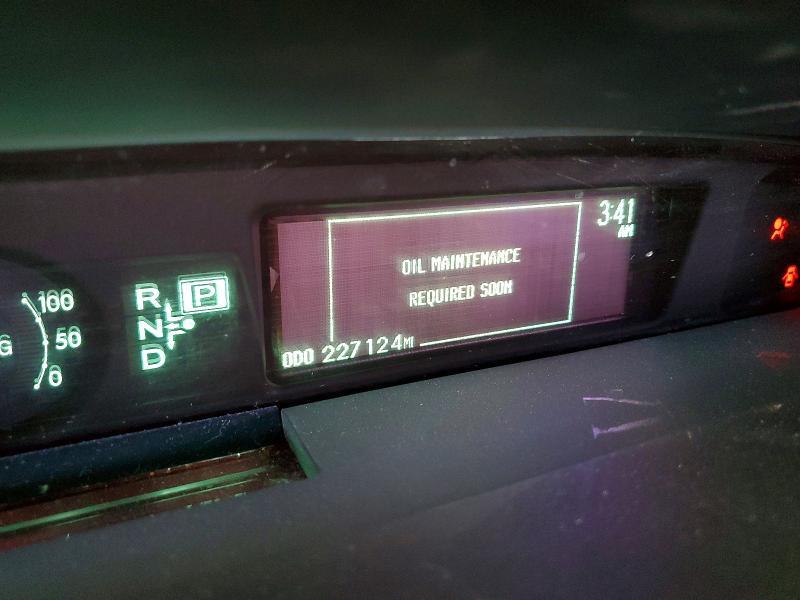 3:41
AM
OIL MAINTENANCE
REQUIRED SOON
ODO 227124MI
100
50
0
G
R
P
N
D